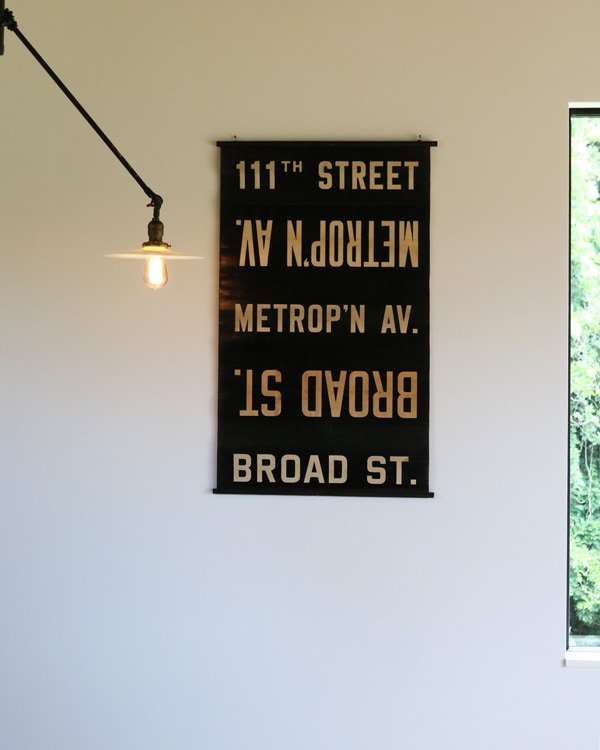 111TH STREET
METROP'N AV.
METROP'N AV.
BROAD ST.
BROAD ST.